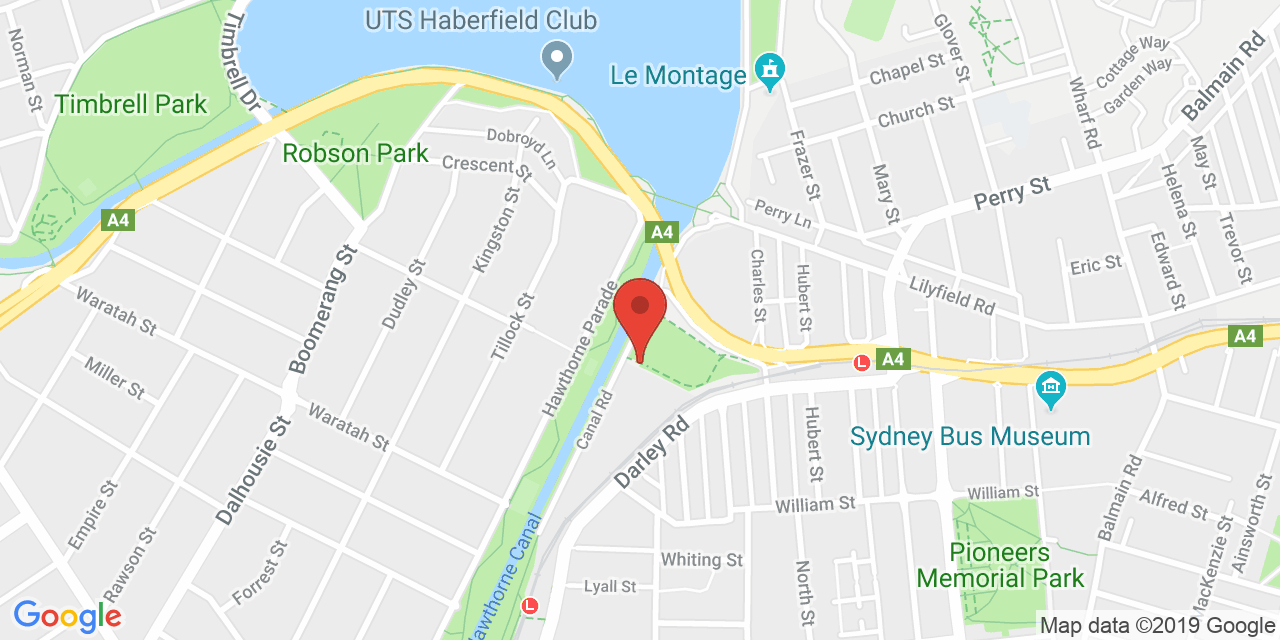 UTS Haberfield Club
Le Montage
Timbrell Park
Timbrell Dr
Robson Park
Norman St
Dobroyd Ln
Crescent St
Kingston St
A4
A4
A4
A4
Glover St
Cottage Way
Garden Way
Chapel St
Church St
Wharf Rd
Balmain Rd
Frazer St
Mary St
Perry St
Perry Ln
May St
Helena St
Trevor St
Edward St
Eric St
Lilyfield Rd
Charles St
Hubert St
Waratah St
Boomerang St
Dudley St
Tillock St
Hawthorne Parade
Miller St
Waratah St
Dalhousie St
Canal Rd
Darley Rd
L
Sydney Bus Museum
Hubert St
William St
William St
Balmain Rd
Alfred St
Ainsworth St
MacKenzie St
Empire St
Rawson St
Forrest St
Hawthorne Canal
Whiting St
Lyall St
L
North St
Pioneers
Memorial Park
Google
Map data ©2019 Google